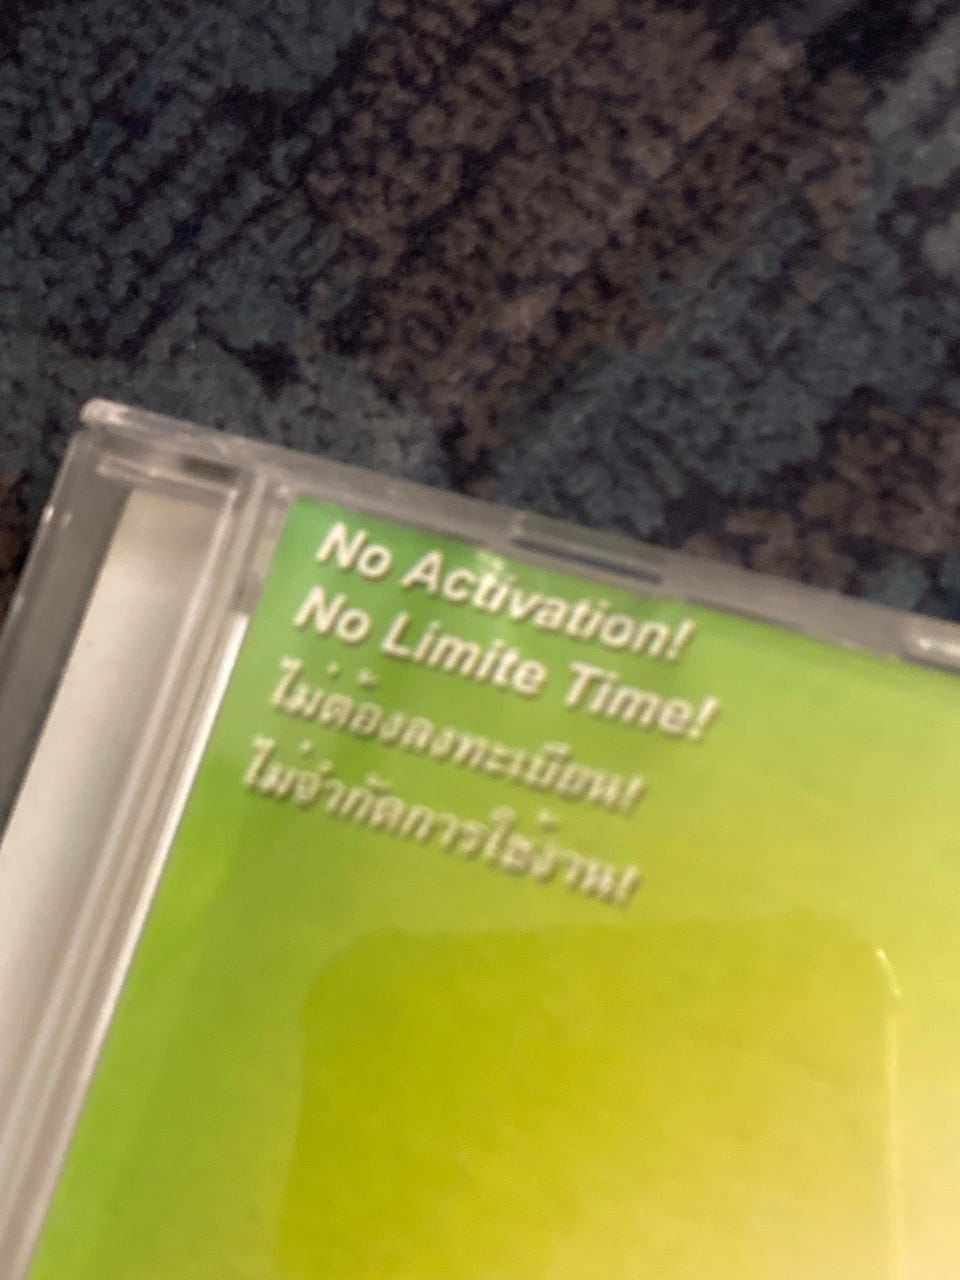 No Activation!
No Limite Time!
ไม่ต้องลงทะเบียน!
ไม่จำกัดการใช้งาน!